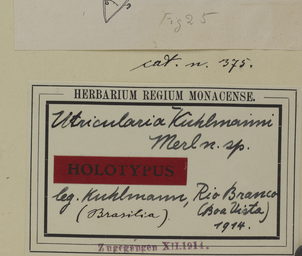 Fig 25
cat. n. 375.
HERBARIUM REGIUM MONACENSE.
Utricularia Kuhlmanni
Merl n. sp.
HOLOTYPUS
leg. Kuhlmann, Rio Branco
(Brasilia). (Boa Vista)
1914.
Zugegangen XII.1914.